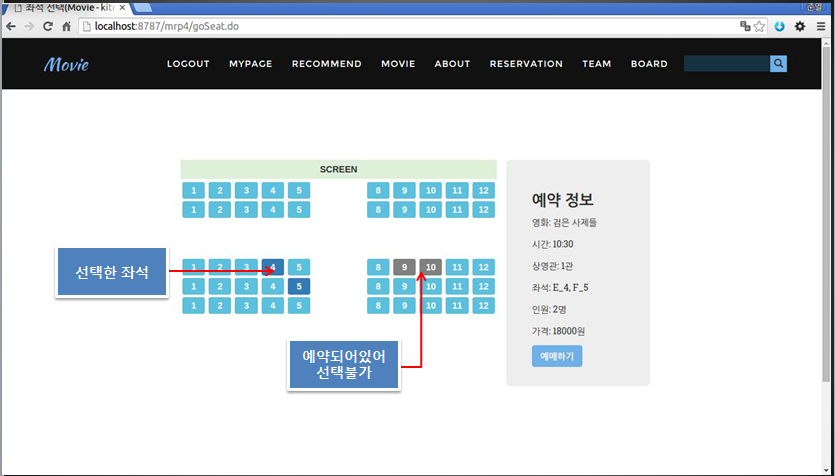 좌석 선택(Movie - kitr
localhost:8787/mrp4/goSeat.do
Movie
LOGOUT MYPAGE RECOMMEND MOVIE ABOUT RESERVATION TEAM BOARD
SCREEN
1 2 3 4 5 8 9 10 11 12
1 2 3 4 5 8 9 10 11 12
1 2 3 4 5 8 9 10 11 12
1 2 3 4 5 8 9 10 11 12
1 2 3 4 5 8 9 10 11 12
선택한 좌석
예약되어있어
선택불가
예약 정보
영화: 검은 사제들
시간: 10:30
상영관: 1관
좌석: E_4, F_5
인원: 2명
가격: 18000원
예매하기